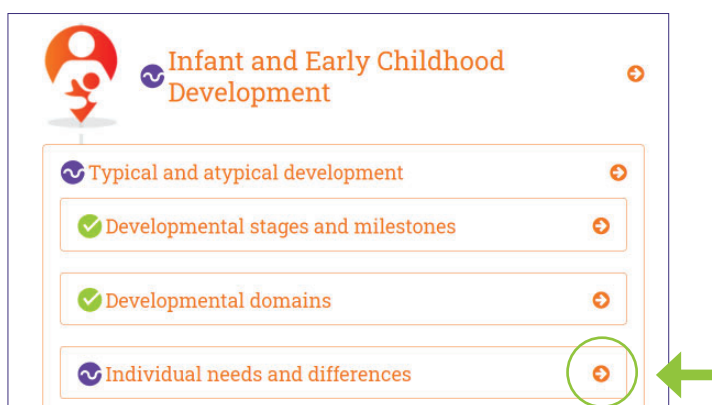 Infant and Early Childhood
Development
Typical and atypical development
Developmental stages and milestones
Developmental domains
Individual needs and differences